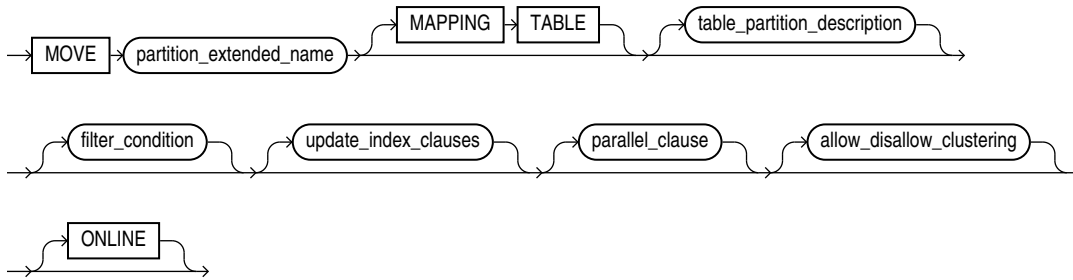 MOVE partition_extended_name MAPPING TABLE table_partition_description
filter_condition update_index_clauses parallel_clause allow_disallow_clustering
ONLINE